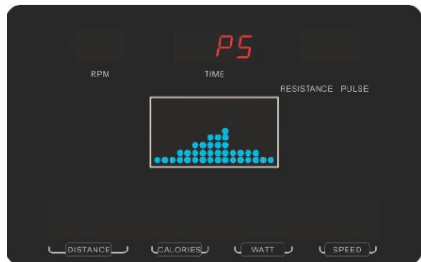 P5
RPM TIME
RESISTANCE PULSE
DISTANCE CALORIES WATT SPEED